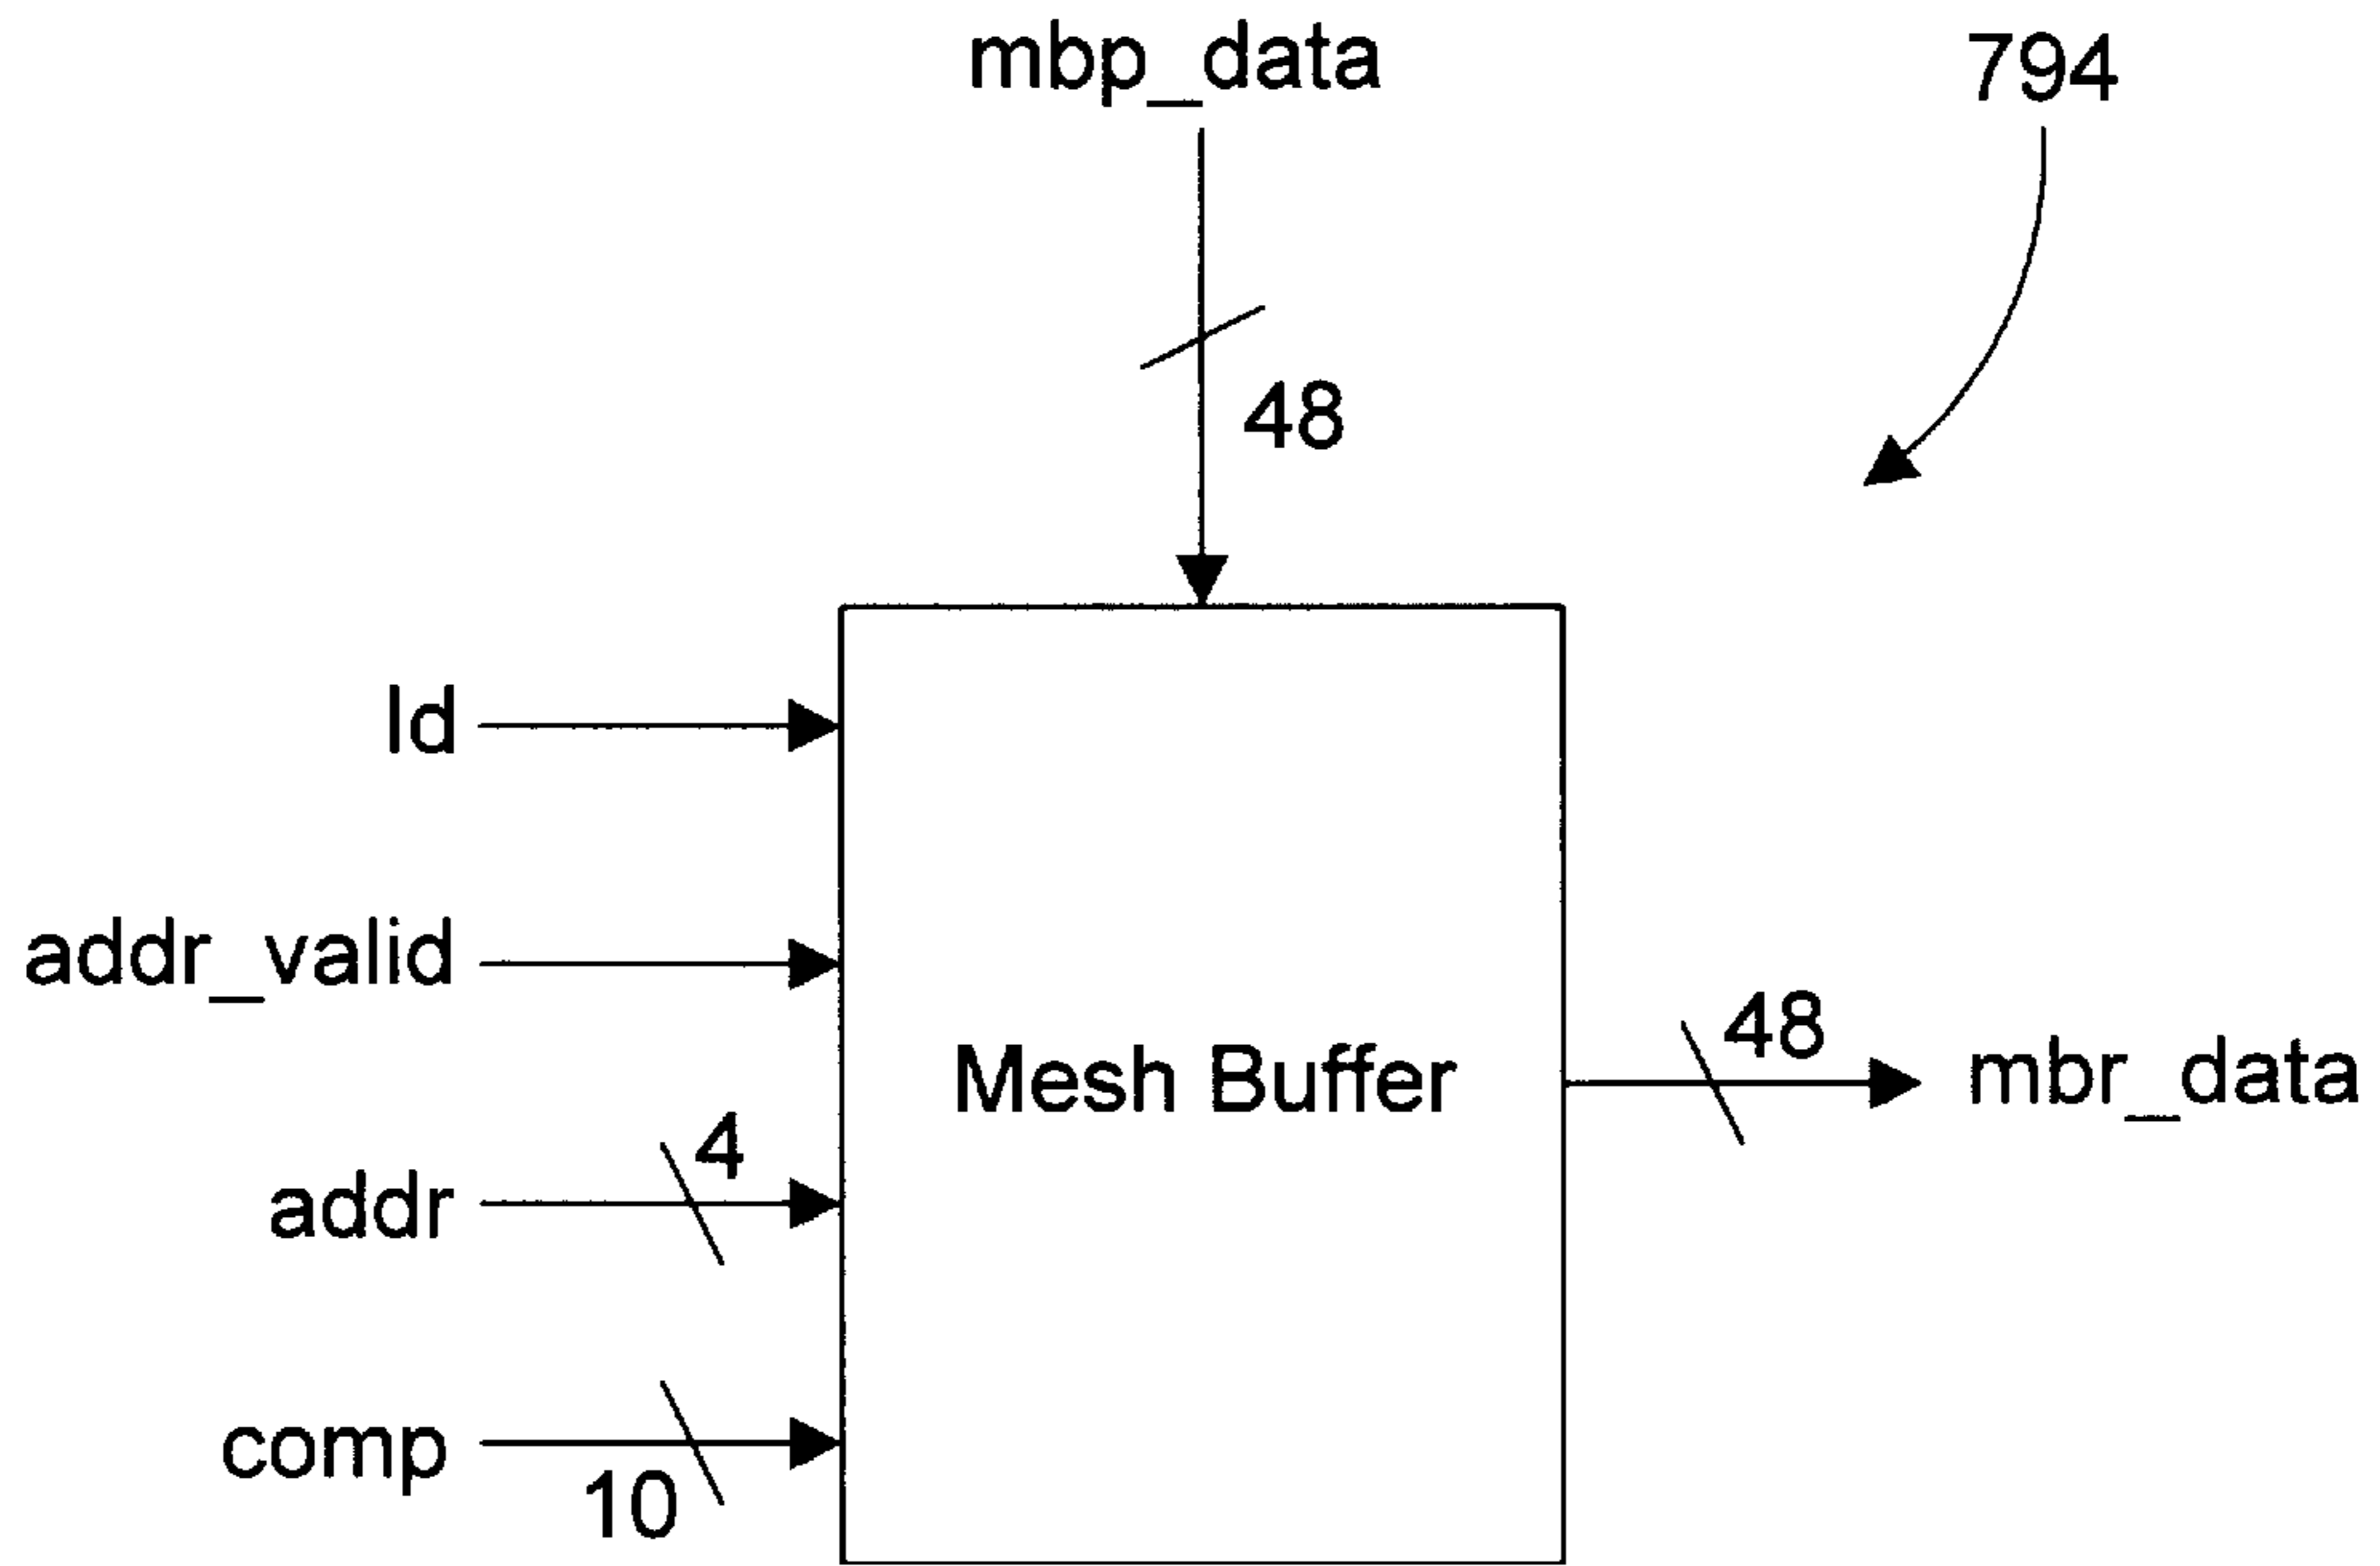 mbp_data
794
48
ld
addr_valid
48
Mesh Buffer
mbr_data
4
addr
comp
10